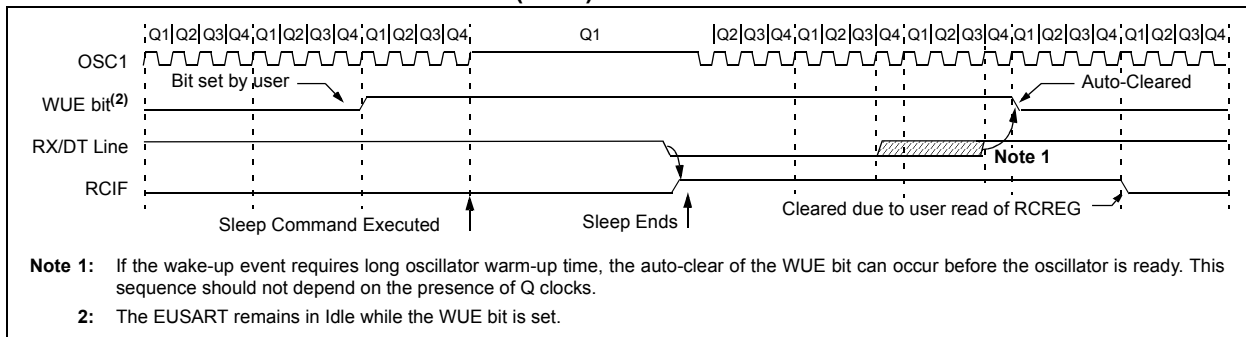 Q1 Q2 Q3 Q4 Q1 Q2 Q3 Q4 Q1 Q2 Q3 Q4 Q1 Q2 Q3 Q4 Q1 Q2 Q3 Q4 Q1 Q2 Q3 Q4 Q1 Q2 Q3 Q4 Q1 Q2 Q3 Q4
OSC1
Bit set by user
Auto-Cleared
WUE bit(2)
RX/DT Line
Note 1
RCIF
Cleared due to user read of RCREG
Sleep Command Executed
Sleep Ends
Note 1: If the wake-up event requires long oscillator warm-up time, the auto-clear of the WUE bit can occur before the oscillator is ready. This
sequence should not depend on the presence of Q clocks.
2: The EUSART remains in Idle while the WUE bit is set.